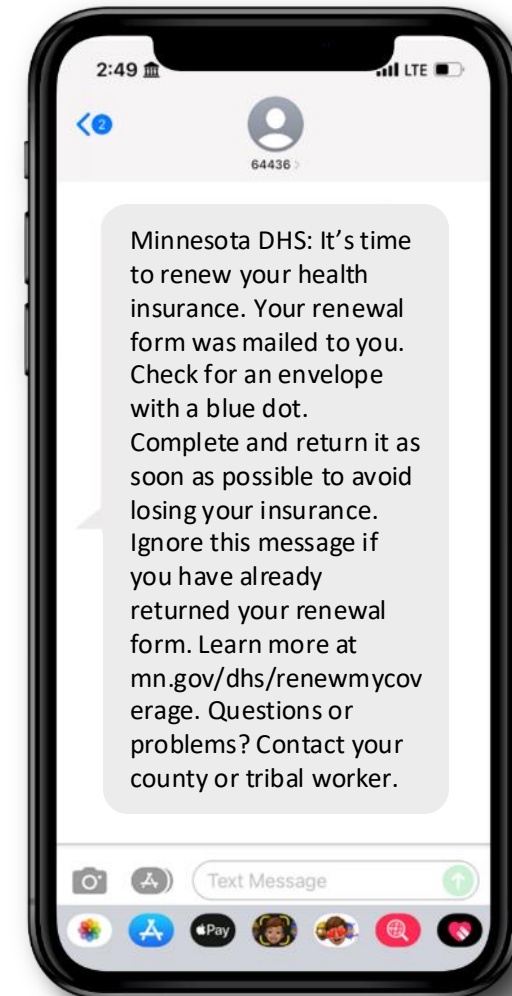 2:49
LTE
2
64436 >
Minnesota DHS: It’s time
to renew your health
insurance. Your renewal
form was mailed to you.
Check for an envelope
with a blue dot.
Complete and return it as
soon as possible to avoid
losing your insurance.
Ignore this message if
you have already
returned your renewal
form. Learn more at
mn.gov/dhs/renewmycov
erage. Questions or
problems? Contact your
county or tribal worker.
Text Message
Pay